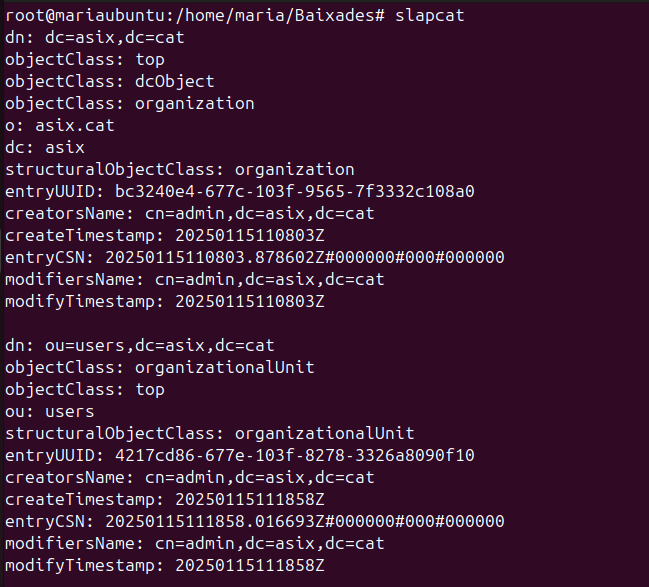 root@mariaubuntu:/home/maria/Baixades# slapcat
dn: dc=asix,dc=cat
objectClass: top
objectClass: dcObject
objectClass: organization
o: asix.cat
dc: asix
structuralObjectClass: organization
entryUUID: bc3240e4-677c-103f-9565-7f3332c108a0
creatorsName: cn=admin,dc=asix,dc=cat
createTimestamp: 20250115110803Z
entryCSN: 20250115110803.878602Z#000000#000#000000
modifiersName: cn=admin,dc=asix,dc=cat
modifyTimestamp: 20250115110803Z

dn: ou=users,dc=asix,dc=cat
objectClass: organizationalUnit
objectClass: top
ou: users
structuralObjectClass: organizationalUnit
entryUUID: 4217cd86-677e-103f-8278-3326a8090f10
creatorsName: cn=admin,dc=asix,dc=cat
createTimestamp: 20250115111858Z
entryCSN: 20250115111858.016693Z#000000#000#000000
modifiersName: cn=admin,dc=asix,dc=cat
modifyTimestamp: 20250115111858Z